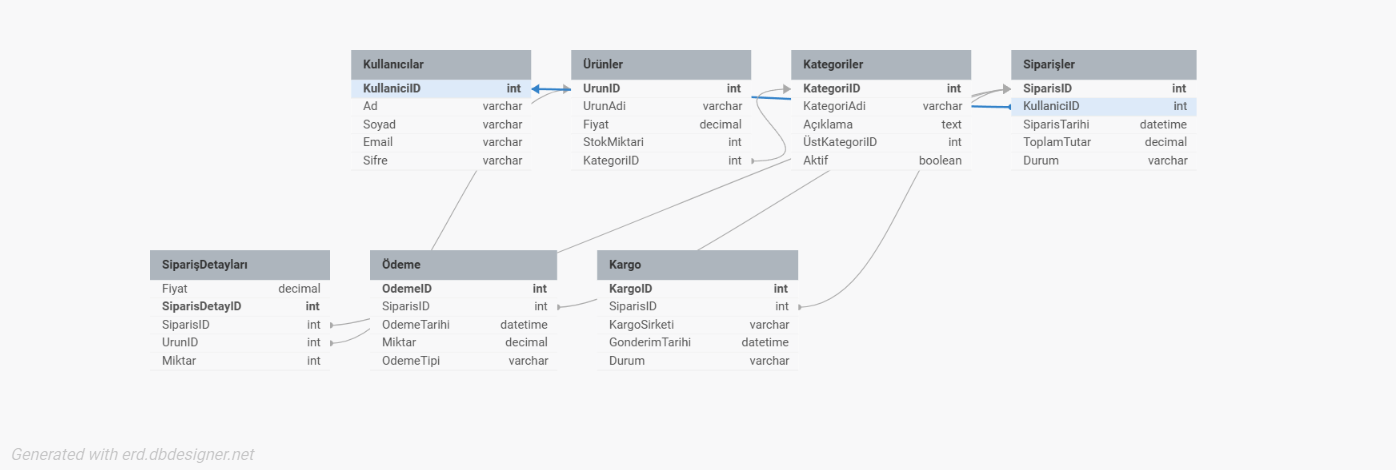 Kullanıcılar
KullaniciID int
Ad varchar
Soyad varchar
Email varchar
Sifre varchar
Ürünler
UrunID int
UrunAdi varchar
Fiyat decimal
StokMiktari int
KategoriID int
Kategoriler
KategoriID int
KategoriAdi varchar
Açıklama text
ÜstKategoriID int
Aktif boolean
Siparişler
SiparisID int
KullaniciID int
SiparisTarihi datetime
ToplamTutar decimal
Durum varchar
SiparişDetayları
Fiyat decimal
SiparisDetayID int
SiparisID int
UrunID int
Miktar int
Ödeme
OdemeID int
SiparisID int
OdemeTarihi datetime
Miktar decimal
OdemeTipi varchar
Kargo
KargoID int
SiparisID int
KargoSirketi varchar
GonderimTarihi datetime
Durum varchar
Generated with erd.dbdesigner.net